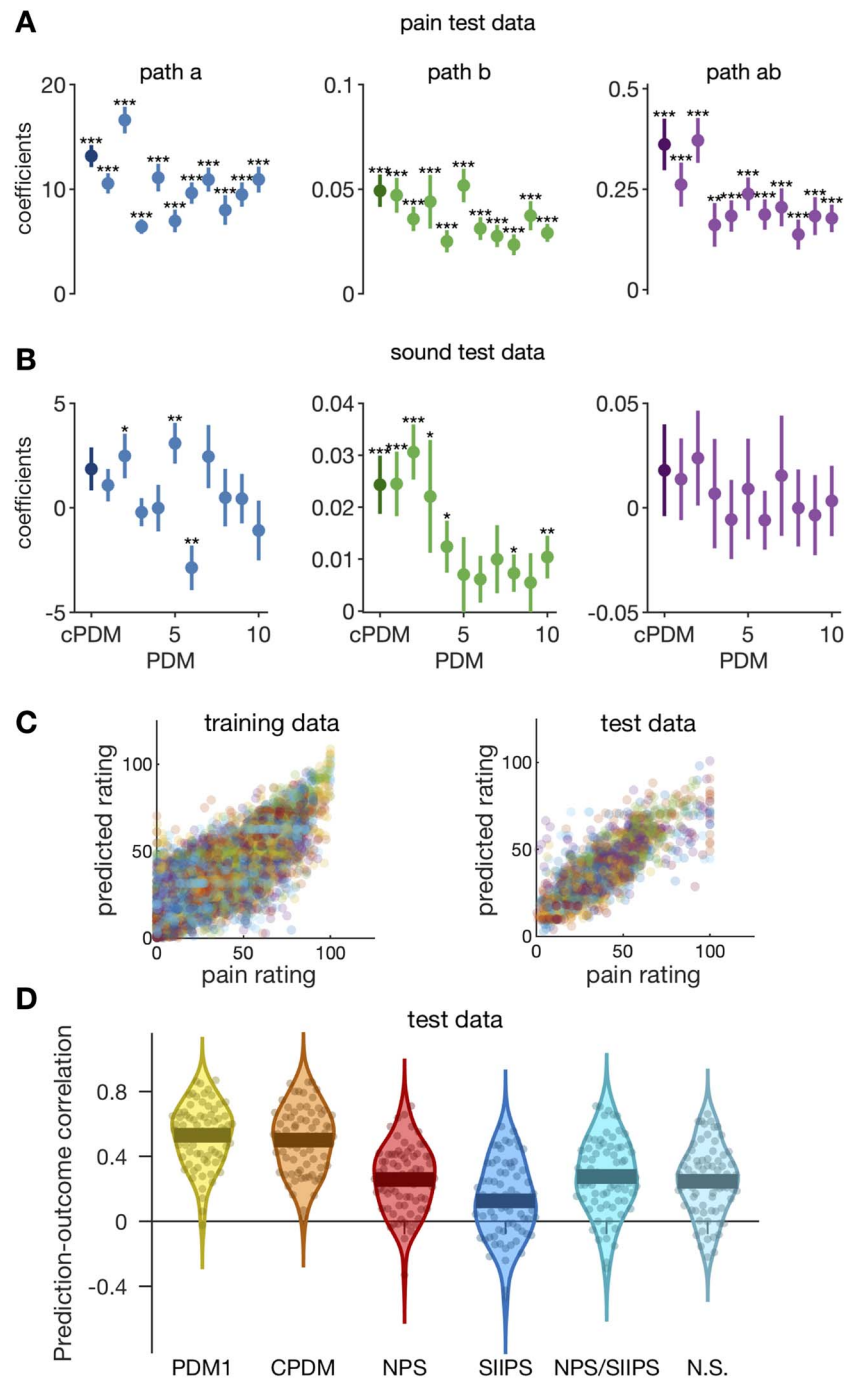 A
pain test data
path a
path b
path ab
coefficients
20
10
0
0.1
0.05
0
0.5
0.25
0
*** *** *** *** *** *** *** *** *** *** ***
*** *** *** *** *** *** *** *** *** *** ***
*** *** *** ** *** *** *** *** *** *** ***
B
sound test data
coefficients
5
0
-5
0.04
0.03
0.02
0.01
0
0.05
0
-0.05
* ** **
*** *** *** * * * **
cPDM 5 10
cPDM 5 10
cPDM 5 10
PDM
PDM
PDM
C
training data
test data
predicted rating
100
50
0
0 50 100
pain rating
predicted rating
100
50
0
0 50 100
pain rating
D
test data
Prediction-outcome correlation
0.8
0.4
0
-0.4
PDM1 CPDM NPS SIIPS NPS/SIIPS N.S.